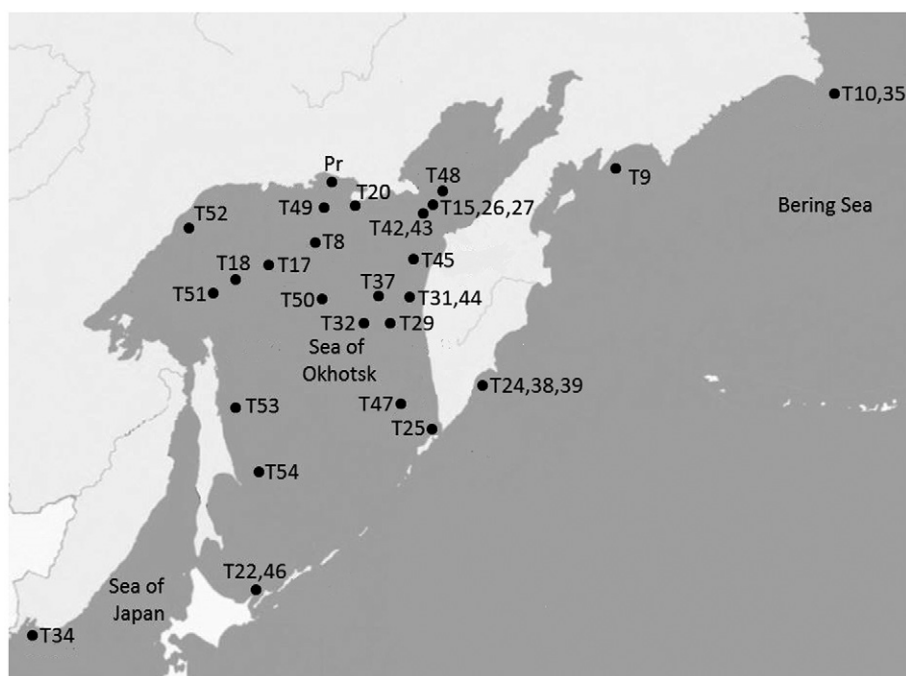 T10,35
Pr
T48
T9
T20
T15,26,27
T49
Bering Sea
T52
T42,43
T8
T45
T17
T18
T37
T51
T50
T31,44
T32
T29
Sea of
Okhotsk
T24,38,39
T47
T53
T25
T54
T22,46
Sea of
Japan
T34